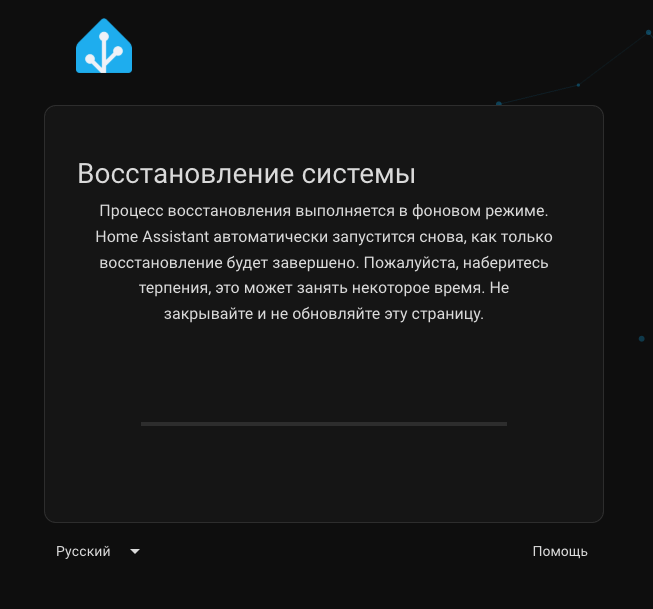 Восстановление системы
Процесс восстановления выполняется в фоновом режиме.
Home Assistant автоматически запустится снова, как только
восстановление будет завершено. Пожалуйста, наберитесь
терпения, это может занять некоторое время. Не
закрывайте и не обновляйте эту страницу.
Русский
Помощь